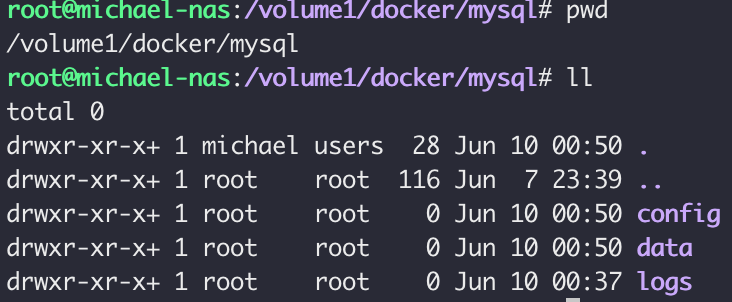 root@michael-nas:/volume1/docker/mysql# pwd
/volume1/docker/mysql
root@michael-nas:/volume1/docker/mysql# ll
total 0
drwxr-xr-x+ 1 michael users  28 Jun 10 00:50 .
drwxr-xr-x+ 1 root    root  116 Jun  7 23:39 ..
drwxr-xr-x+ 1 root    root    0 Jun 10 00:50 config
drwxr-xr-x+ 1 root    root    0 Jun 10 00:50 data
drwxr-xr-x+ 1 root    root    0 Jun 10 00:37 logs